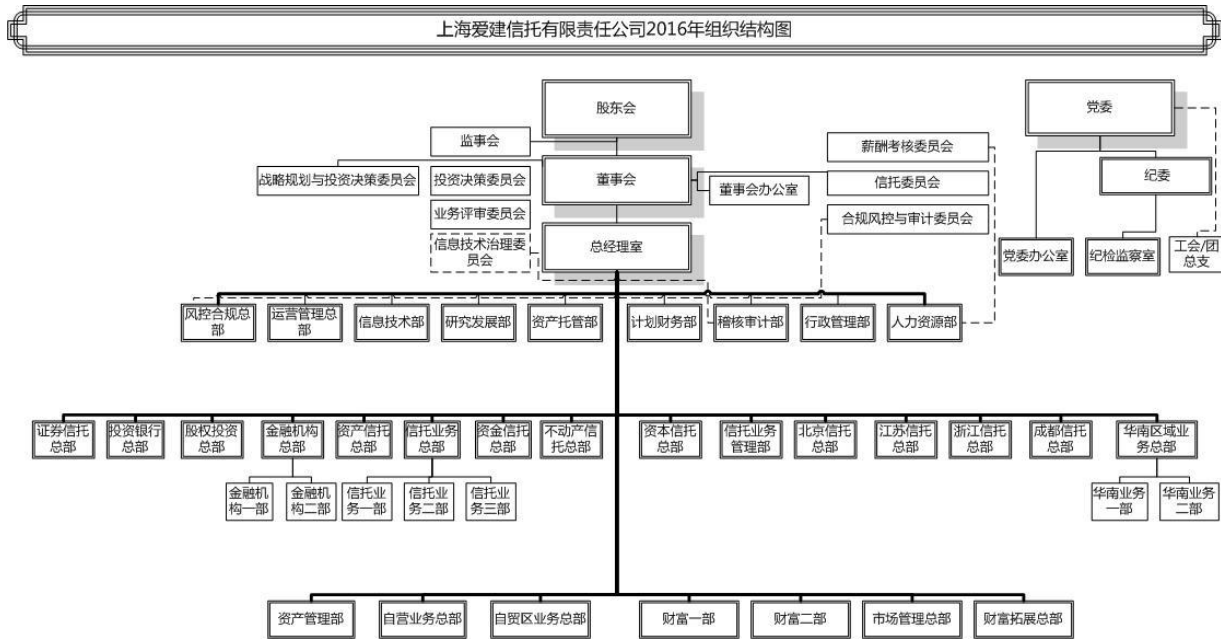 上海爱建信托有限责任公司2016年组织结构图
股东会
党委
监事会
薪酬考核委员会
战略规划与投资决策委员会
投资决策委员会
董事会
董事会办公室
信托委员会
纪委
业务评审委员会
合规风控与审计委员会
信息技术治理委
员会
总经理室
党委办公室
纪检监察室
工会/团
总支
风控合规总
部
运营管理总
部
信息技术部
研究发展部
资产托管部
计划财务部
稽核审计部
行政管理部
人力资源部
证券信托
总部
投资银行
总部
股权投资
总部
金融机构
总部
资产信托
总部
信托业务
总部
资金信托
总部
不动产信
托总部
资本信托
总部
信托业务
管理部
北京信托
总部
江苏信托
总部
浙江信托
总部
成都信托
总部
华南区域业
务总部
金融机
构一部
金融机
构二部
信托业
务一部
信托业
务二部
信托业
务三部
华南业务
一部
华南业务
二部
资产管理部
自营业务总部
自贸区业务总部
财富一部
财富二部
市场管理总部
财富拓展总部